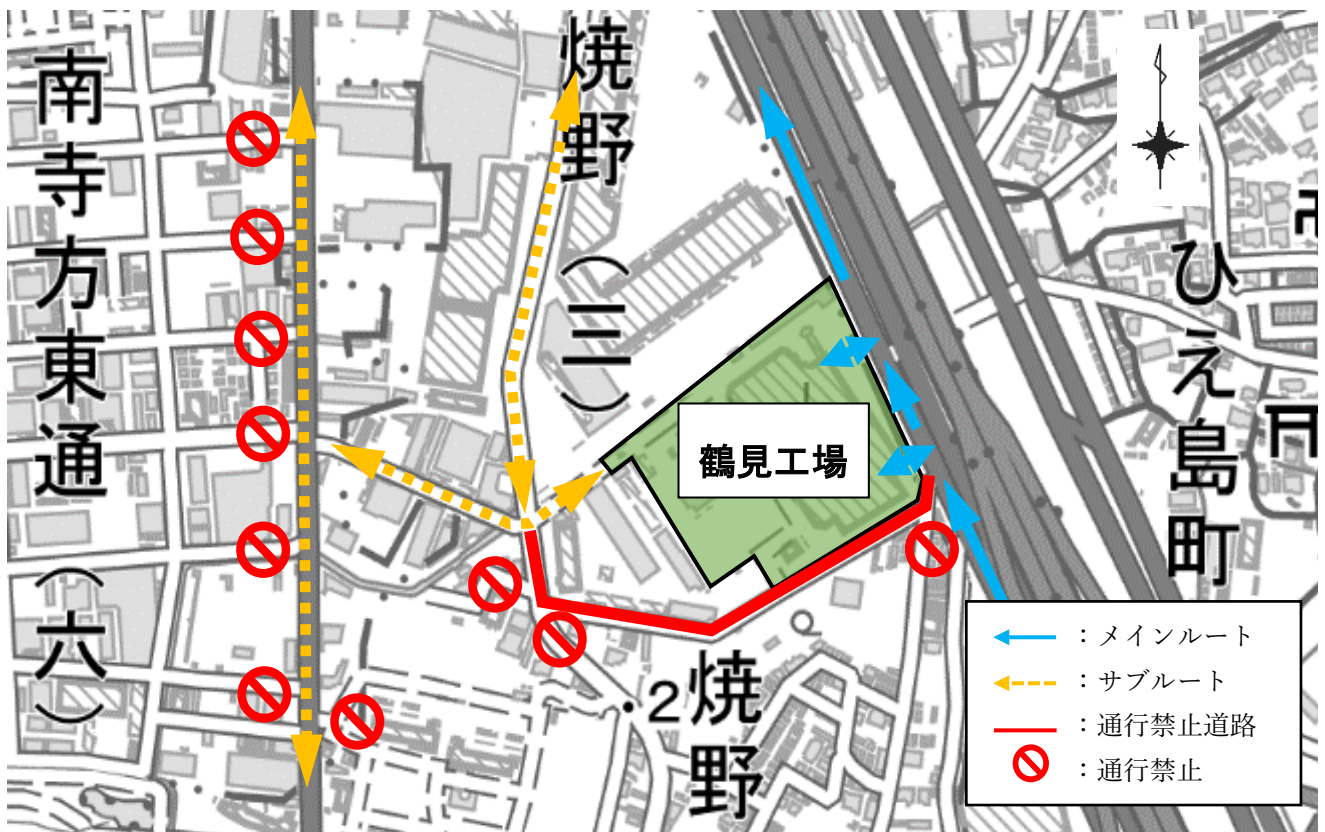 南寺方東通（六）
焼野（三）
ひえ島町
鶴見工場
2焼野
：メインルート
：サブルート
：通行禁止道路
：通行禁止